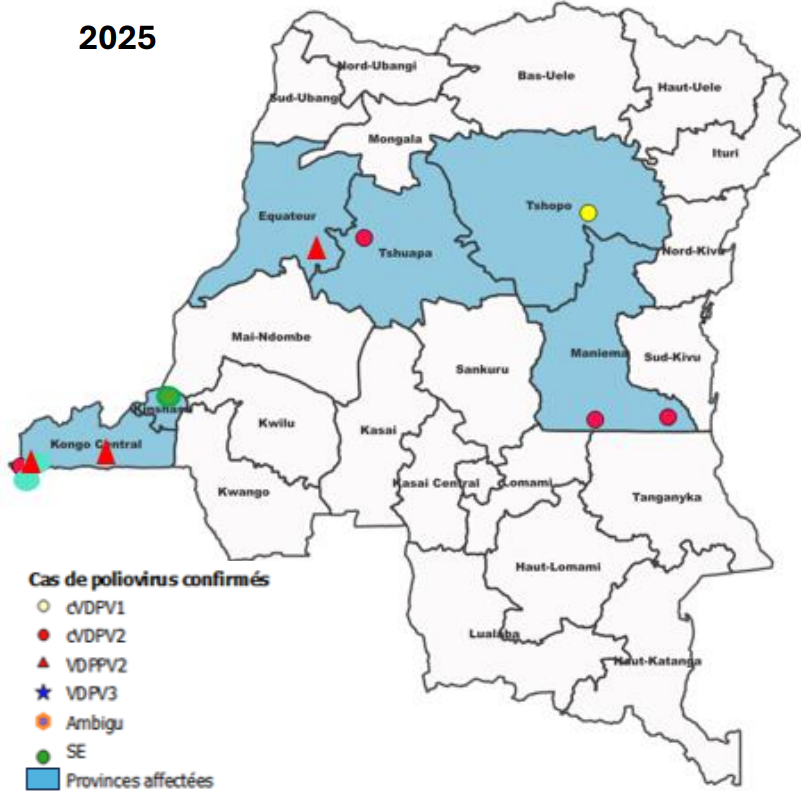 2025
Nord-Ubangi
Bas-Uele
Haut-Uele
Sud-Ubangi
Mongala
Ituri
Tshopo
Equateur
Tshuapa
Nord-Kivu
Mai-Ndombe
Maniema
Sud-Kivu
Sankuru
Kinshasa
Kwilu
Kasai
Kongo Central
Kasai Central
Lomami
Kwango
Tanganyka
Haut-Lomami
Lualaba
Haut-Katanga
Cas de poliovirus confirmés
cVDPV1
cVDPV2
VDPPV2
VDPV3
Ambigu
SE
Provinces affectées